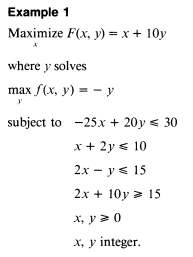 Example 1
Maximize F(x, y) = x + 10y
x
where y solves
max f(x, y) = − y
y
subject to −25x + 20y ≤ 30
x + 2y ≤ 10
2x − y ≤ 15
2x + 10y ≥ 15
x, y ≥ 0
x, y integer.